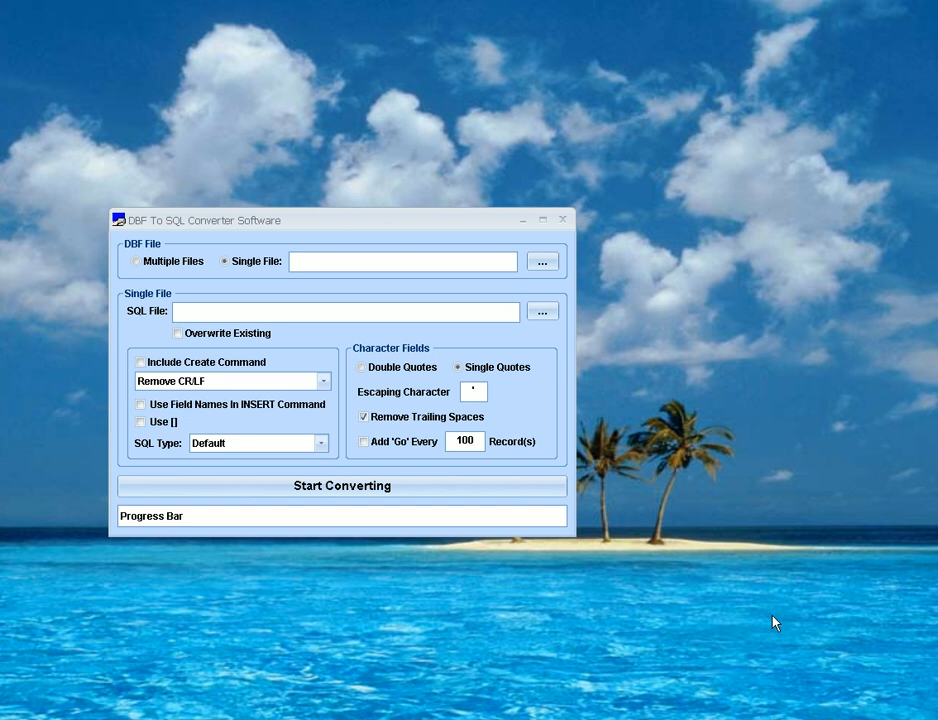 DBF To SQL Converter Software
DBF File
Multiple Files Single File: ...
Single File
SQL File: ...
Overwrite Existing
Include Create Command
Remove CR/LF
Use Field Names In INSERT Command
Use []
SQL Type: Default
Character Fields
Double Quotes Single Quotes
Escaping Character '
Remove Trailing Spaces
Add 'Go' Every 100 Record(s)
Start Converting
Progress Bar